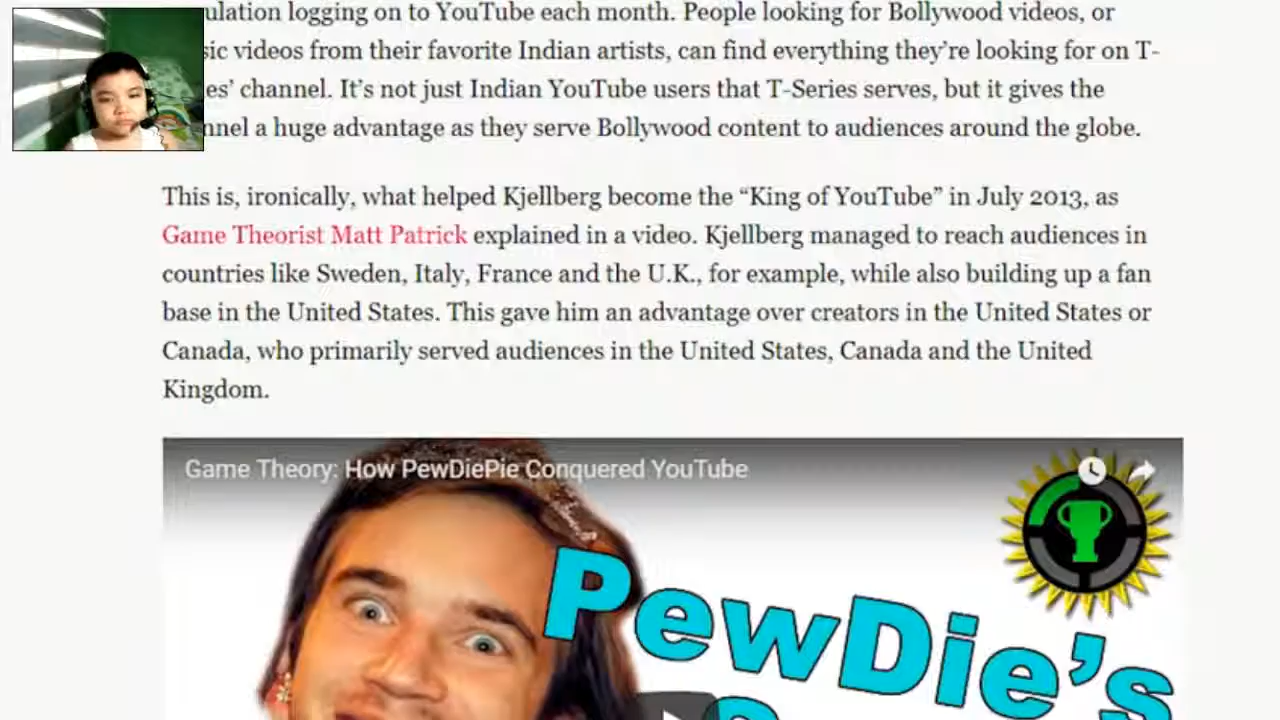 ulation logging on to YouTube each month. People looking for Bollywood videos, or
sic videos from their favorite Indian artists, can find everything they’re looking for on T-
es’ channel. It’s not just Indian YouTube users that T-Series serves, but it gives the
nnel a huge advantage as they serve Bollywood content to audiences around the globe.
This is, ironically, what helped Kjellberg become the “King of YouTube” in July 2013, as
Game Theorist Matt Patrick explained in a video. Kjellberg managed to reach audiences in
countries like Sweden, Italy, France and the U.K., for example, while also building up a fan
base in the United States. This gave him an advantage over creators in the United States or
Canada, who primarily served audiences in the United States, Canada and the United
Kingdom.
Game Theory: How PewDiePie Conquered YouTube
PewDie’s